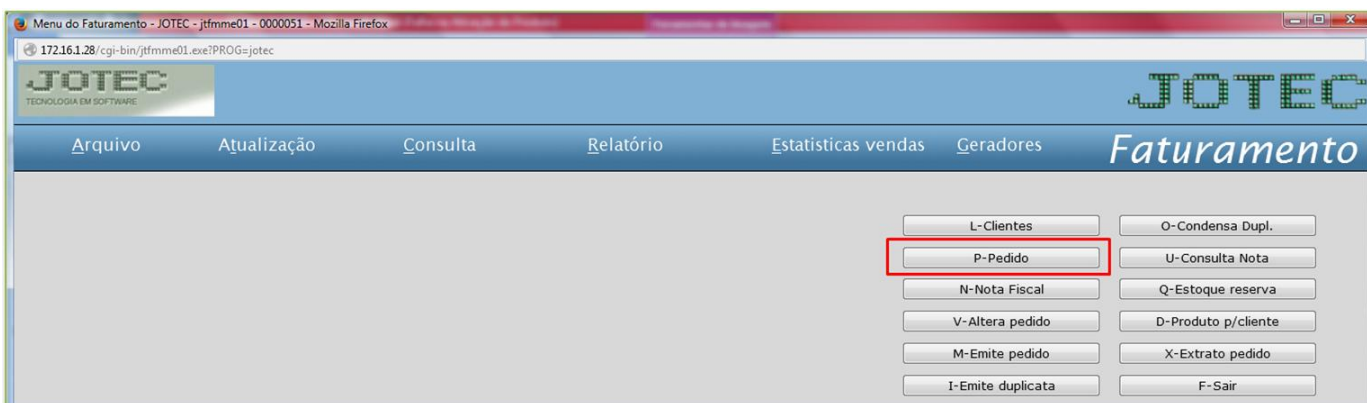 Menu do Faturamento - JOTEC - jtfmme01 - 0000051 - Mozilla Firefox
172.16.1.28/cgi-bin/jtfmme01.exe?PROG=jotec
JOTEC
TECNOLOGIA EM SOFTWARE
JOTEC
Arquivo Atualização Consulta Relatório Estatisticas vendas Geradores Faturamento
L-Clientes O-Condensa Dupl.
P-Pedido U-Consulta Nota
N-Nota Fiscal Q-Estoque reserva
V-Altera pedido D-Produto p/cliente
M-Emite pedido X-Extrato pedido
I-Emite duplicata F-Sair